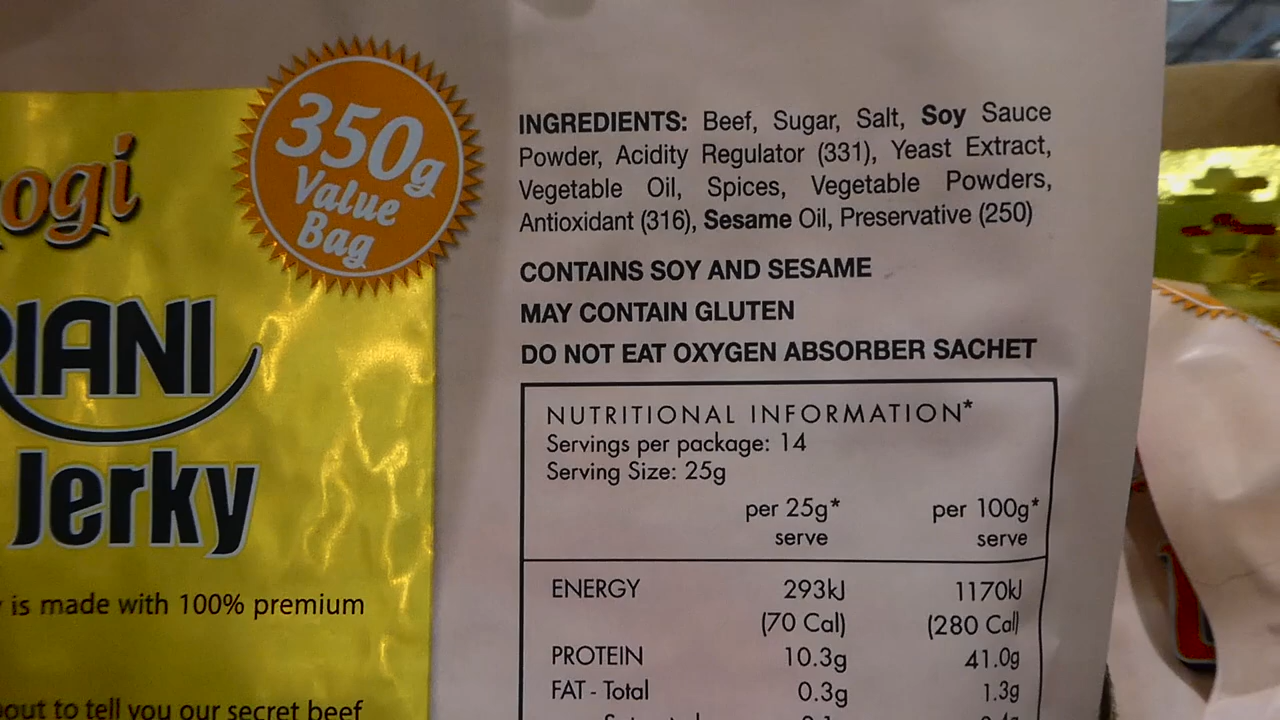 350g
Value
Bag
ogi
RIANI
Jerky
is made with 100% premium
out to tell you our secret beef
INGREDIENTS: Beef, Sugar, Salt, Soy Sauce
Powder, Acidity Regulator (331), Yeast Extract,
Vegetable Oil, Spices, Vegetable Powders,
Antioxidant (316), Sesame Oil, Preservative (250)
CONTAINS SOY AND SESAME
MAY CONTAIN GLUTEN
DO NOT EAT OXYGEN ABSORBER SACHET
NUTRITIONAL INFORMATION*
Servings per package: 14
Serving Size: 25g
per 25g* per 100g*
serve serve
ENERGY 293kJ 1170kJ
(70 Cal) (280 Cal)
PROTEIN 10.3g 41.0g
FAT - Total 0.3g 1.3g